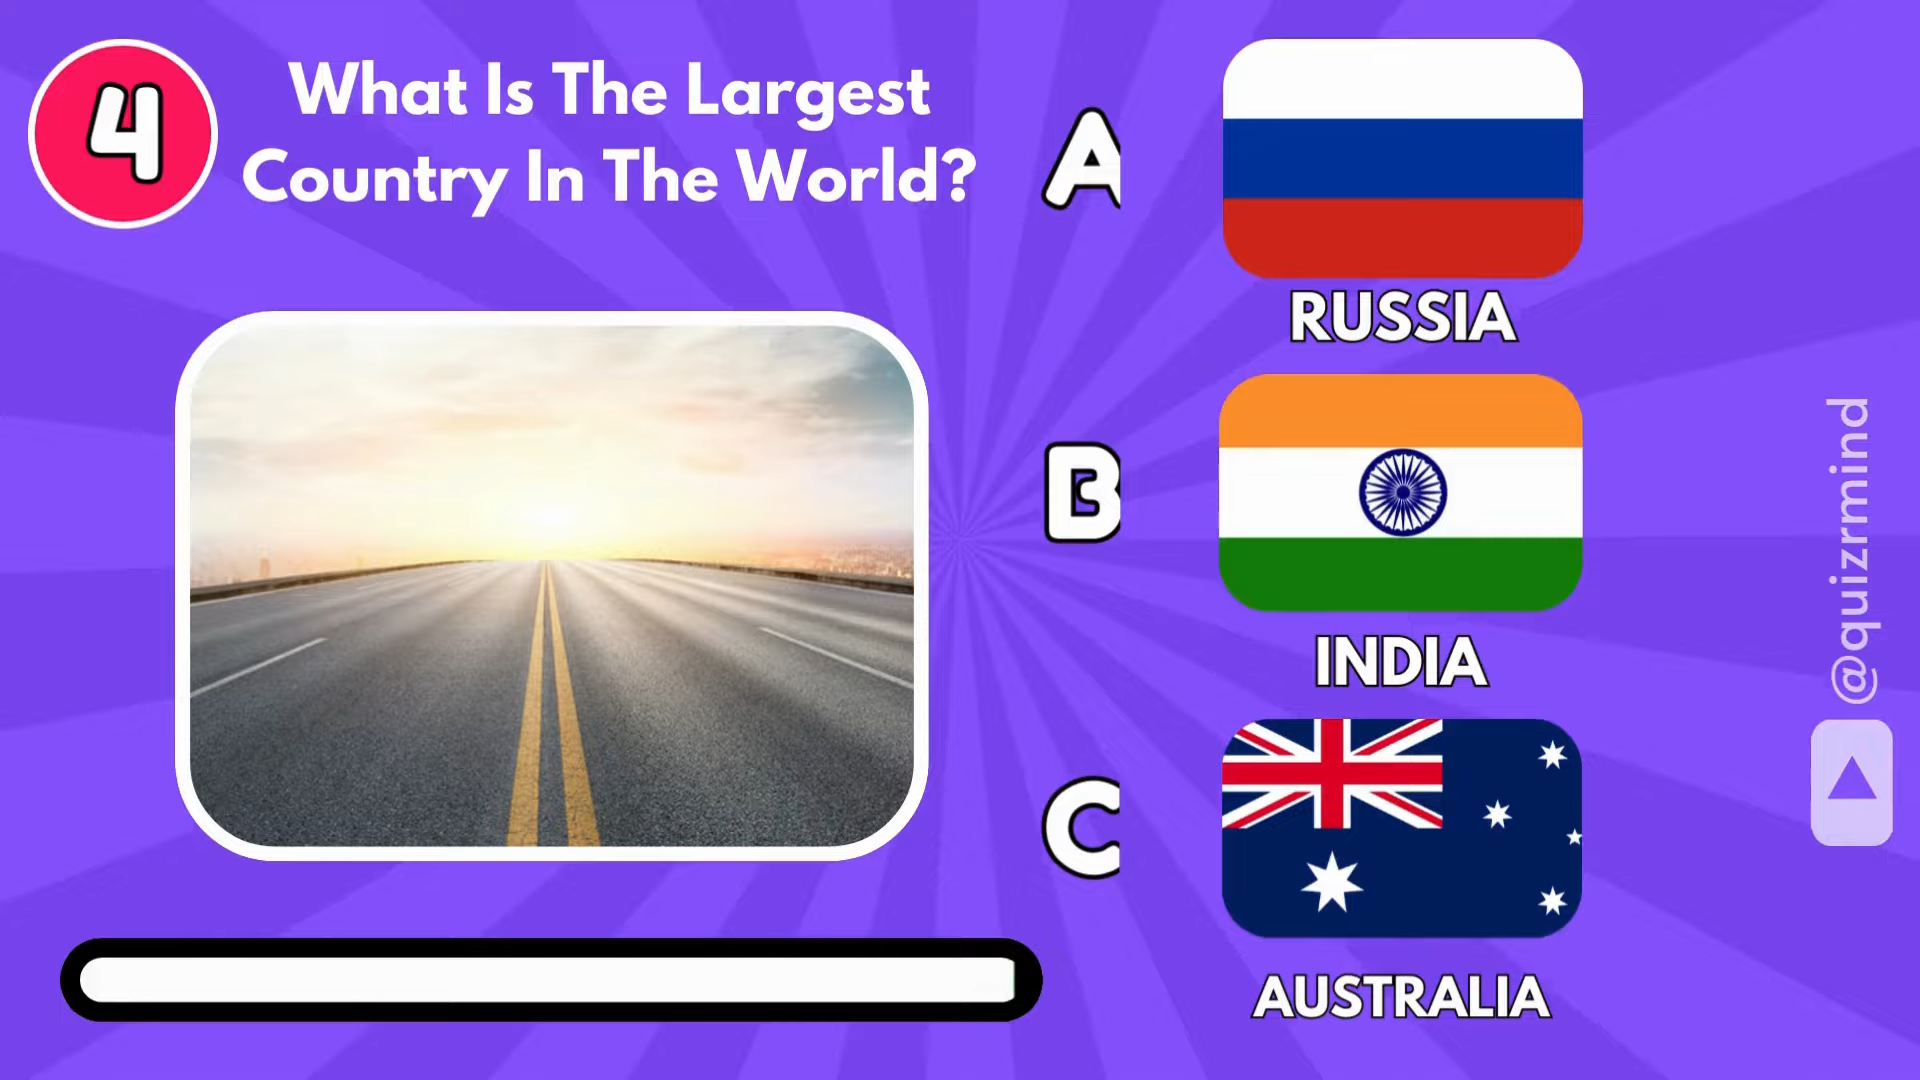 4
What Is The Largest
Country In The World?
A
RUSSIA
B
INDIA
C
AUSTRALIA
@quizrmind